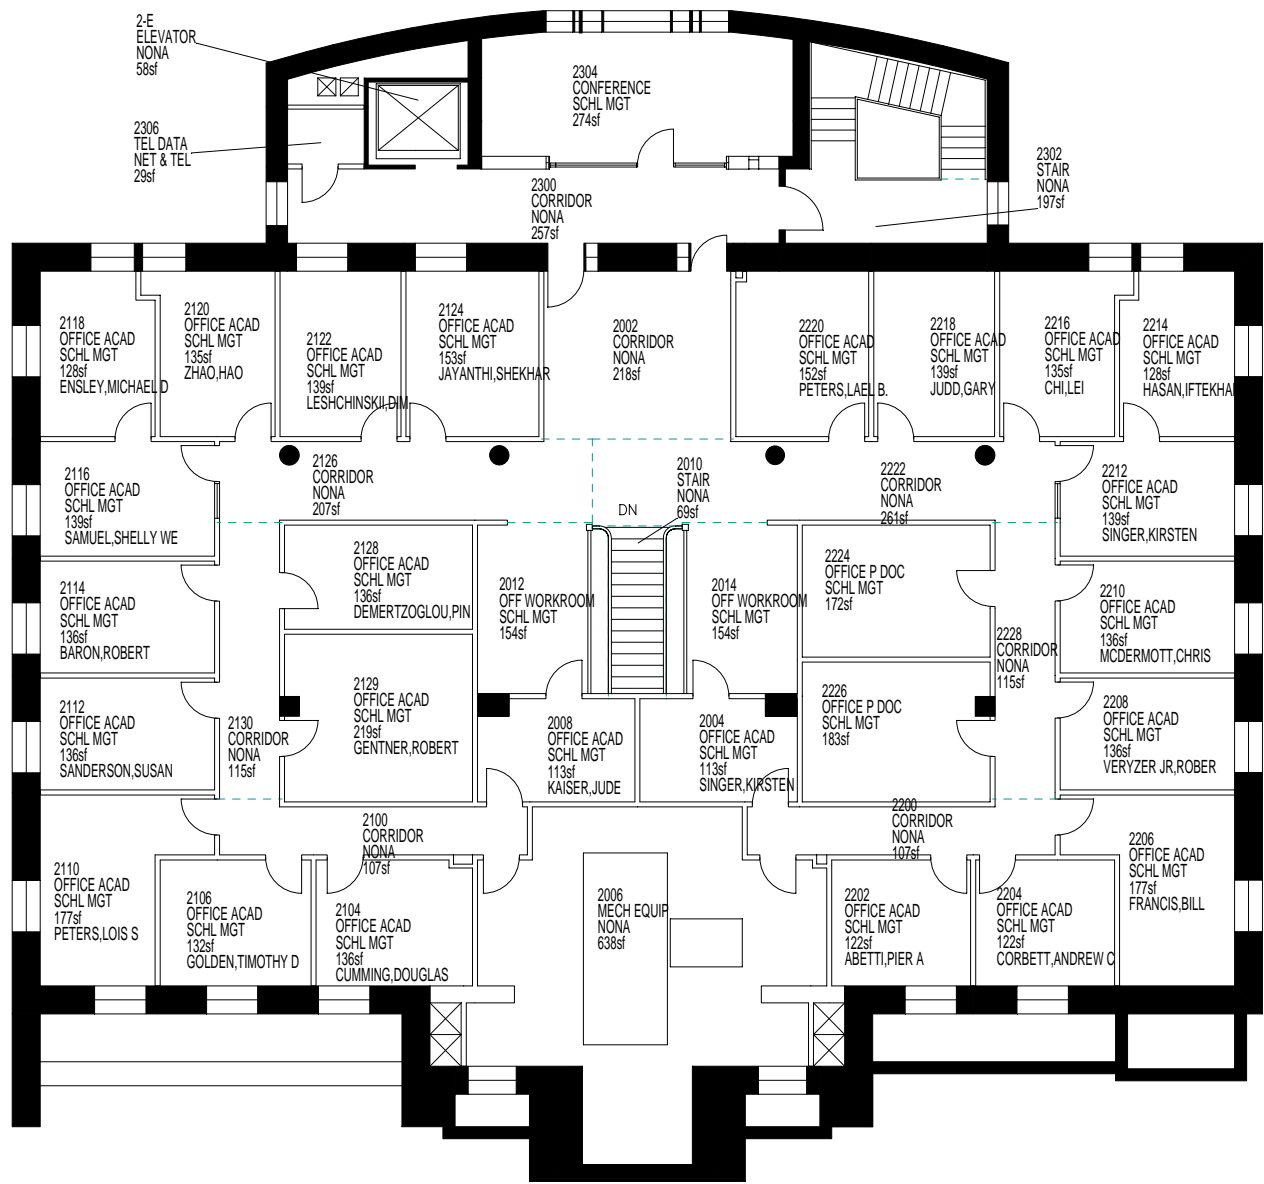 2-E
ELEVATOR
NONA
58sf
2304
CONFERENCE
SCHL MGT
274sf
2306
TEL DATA
NET & TEL
29sf
2302
STAIR
NONA
197sf
2300
CORRIDOR
NONA
257sf
2118
OFFICE ACAD
SCHL MGT
128sf
ENSLEY,MICHAEL D
2120
OFFICE ACAD
SCHL MGT
135sf
ZHAO,HAO
2122
OFFICE ACAD
SCHL MGT
139sf
LESHCHINSKII,DIM
2124
OFFICE ACAD
SCHL MGT
153sf
JAYANTHI,SHEKHAR
2002
CORRIDOR
NONA
218sf
2220
OFFICE ACAD
SCHL MGT
152sf
PETERS,LAEL B.
2218
OFFICE ACAD
SCHL MGT
139sf
JUDD,GARY
2216
OFFICE ACAD
SCHL MGT
135sf
CHI,LEI
2214
OFFICE ACAD
SCHL MGT
128sf
HASAN,IFTEKHA
2116
OFFICE ACAD
SCHL MGT
139sf
SAMUEL,SHELLY WE
2126
CORRIDOR
NONA
207sf
2010
STAIR
NONA
69sf
DN
2222
CORRIDOR
NONA
261sf
2212
OFFICE ACAD
SCHL MGT
139sf
SINGER,KIRSTEN
2114
OFFICE ACAD
SCHL MGT
136sf
BARON,ROBERT
2128
OFFICE ACAD
SCHL MGT
136sf
DEMERTZOGLOU,PIN
2012
OFF WORKROOM
SCHL MGT
154sf
2014
OFF WORKROOM
SCHL MGT
154sf
2224
OFFICE P DOC
SCHL MGT
172sf
2210
OFFICE ACAD
SCHL MGT
136sf
MCDERMOTT,CHRIS
2228
CORRIDOR
NONA
115sf
2112
OFFICE ACAD
SCHL MGT
136sf
SANDERSON,SUSAN
2130
CORRIDOR
NONA
115sf
2129
OFFICE ACAD
SCHL MGT
219sf
GENTNER,ROBERT
2008
OFFICE ACAD
SCHL MGT
113sf
KAISER,JUDE
2004
OFFICE ACAD
SCHL MGT
113sf
SINGER,KIRSTEN
2226
OFFICE P DOC
SCHL MGT
183sf
2208
OFFICE ACAD
SCHL MGT
136sf
VERYZER JR,ROBER
2100
CORRIDOR
NONA
107sf
2200
CORRIDOR
NONA
107sf
2110
OFFICE ACAD
SCHL MGT
177sf
PETERS,LOIS S
2106
OFFICE ACAD
SCHL MGT
132sf
GOLDEN,TIMOTHY D
2104
OFFICE ACAD
SCHL MGT
136sf
CUMMING,DOUGLAS
2006
MECH EQUIP
NONA
638sf
2202
OFFICE ACAD
SCHL MGT
122sf
ABETTI,PIER A
2204
OFFICE ACAD
SCHL MGT
122sf
CORBETT,ANDREW C
2206
OFFICE ACAD
SCHL MGT
177sf
FRANCIS,BILL